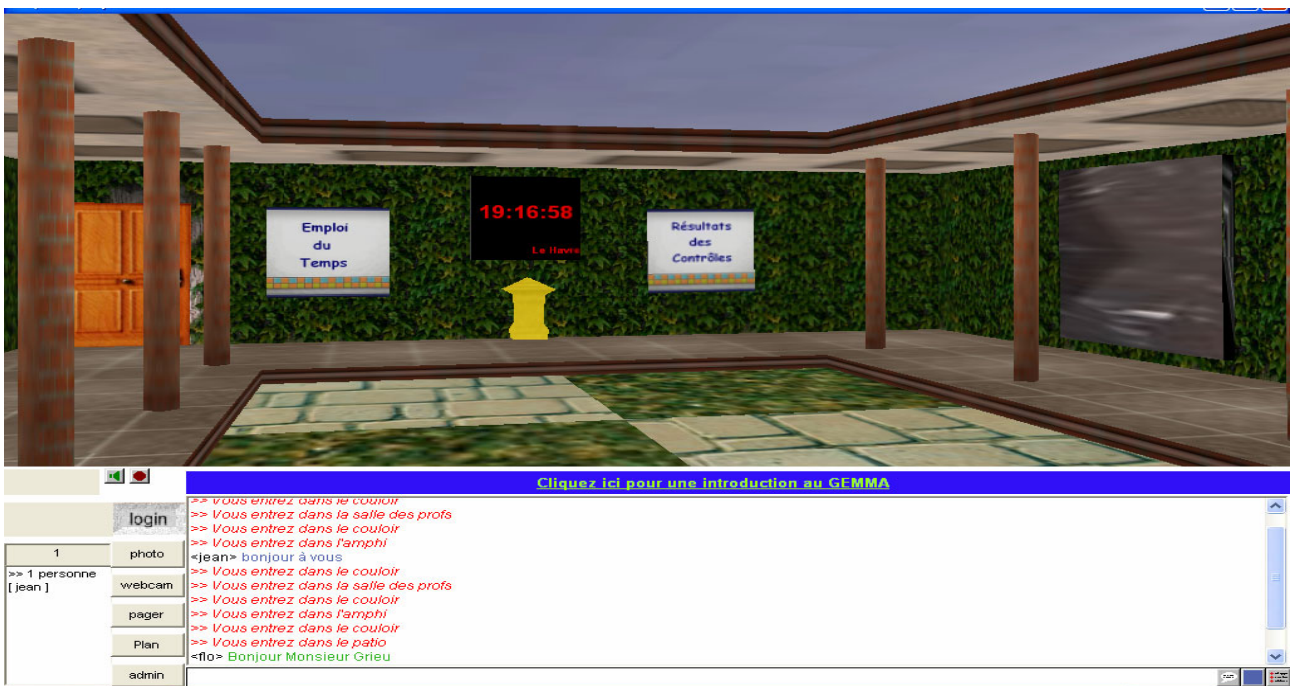 Emploi
du
Temps
19:16:58
Le Havre
Résultats
des
Contrôles
Cliquez ici pour une introduction au GEMMA
login
photo
webcam
pager
Plan
admin
1
>> 1 personne
[ jean ]
>> Vous entrez dans le couloir
>> Vous entrez dans la salle des profs
>> Vous entrez dans le couloir
>> Vous entrez dans l'amphi
<jean> bonjour à vous
>> Vous entrez dans le couloir
>> Vous entrez dans la salle des profs
>> Vous entrez dans le couloir
>> Vous entrez dans l'amphi
>> Vous entrez dans le couloir
>> Vous entrez dans le patio
<flo> Bonjour Monsieur Grieu